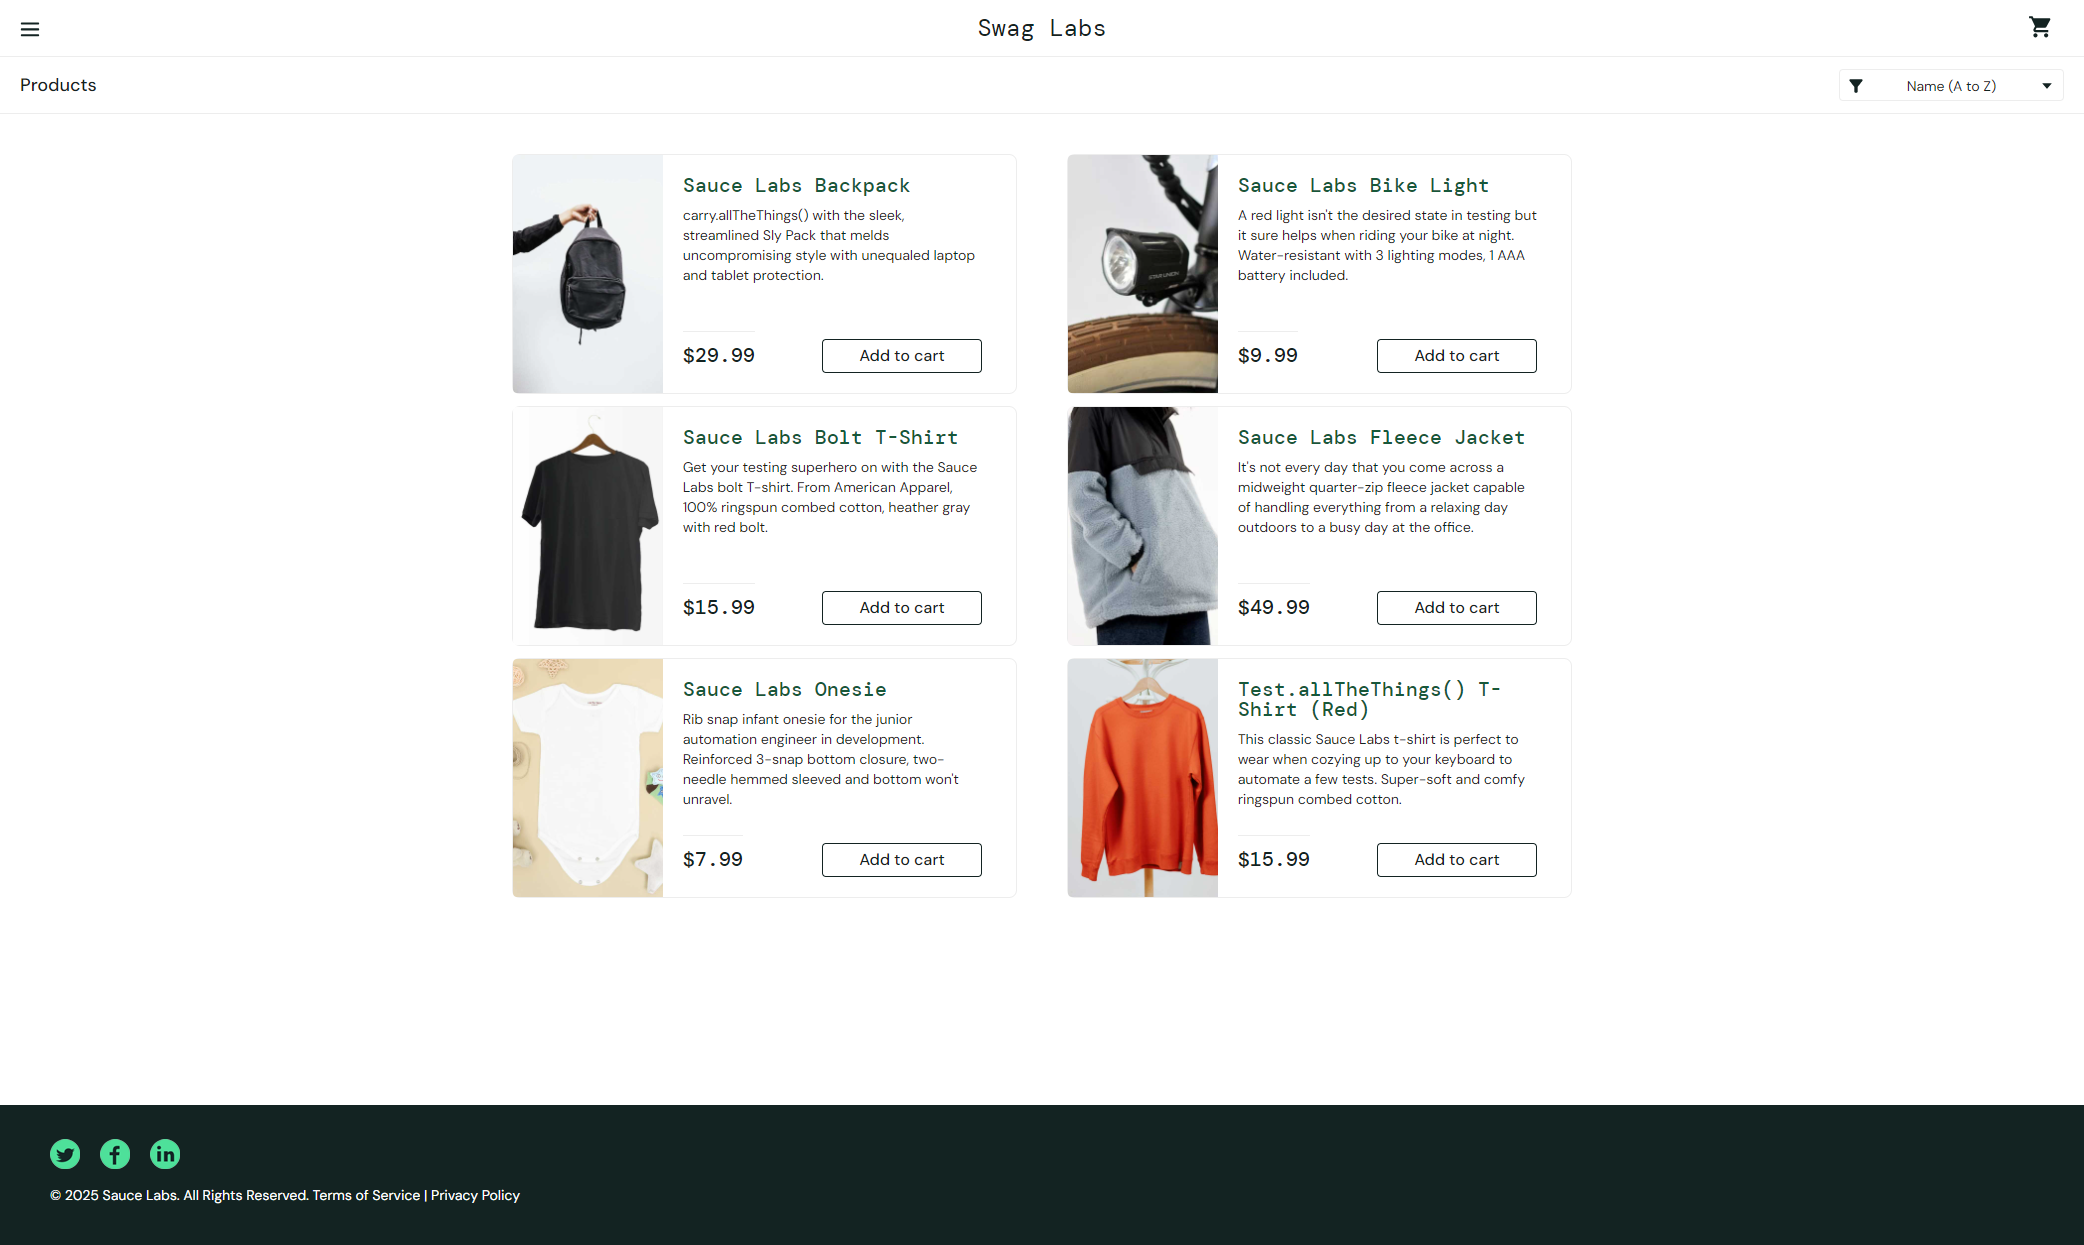 Swag Labs
Products
Name (A to Z)
Sauce Labs Backpack
carry.allTheThings() with the sleek,
streamlined Sly Pack that melds
uncompromising style with unequaled laptop
and tablet protection.
$29.99
Add to cart
STAR UNION
Sauce Labs Bike Light
A red light isn't the desired state in testing but
it sure helps when riding your bike at night.
Water-resistant with 3 lighting modes, 1 AAA
battery included.
$9.99
Add to cart
Sauce Labs Bolt T-Shirt
Get your testing superhero on with the Sauce
Labs bolt T-shirt. From American Apparel,
100% ringspun combed cotton, heather gray
with red bolt.
$15.99
Add to cart
Sauce Labs Fleece Jacket
It's not every day that you come across a
midweight quarter-zip fleece jacket capable
of handling everything from a relaxing day
outdoors to a busy day at the office.
$49.99
Add to cart
Sauce Labs Onesie
Rib snap infant onesie for the junior
automation engineer in development.
Reinforced 3-snap bottom closure, two-
needle hemmed sleeved and bottom won't
unravel.
$7.99
Add to cart
Test.allTheThings() T-
Shirt (Red)
This classic Sauce Labs t-shirt is perfect to
wear when cozying up to your keyboard to
automate a few tests. Super-soft and comfy
ringspun combed cotton.
$15.99
Add to cart
© 2025 Sauce Labs. All Rights Reserved. Terms of Service | Privacy Policy